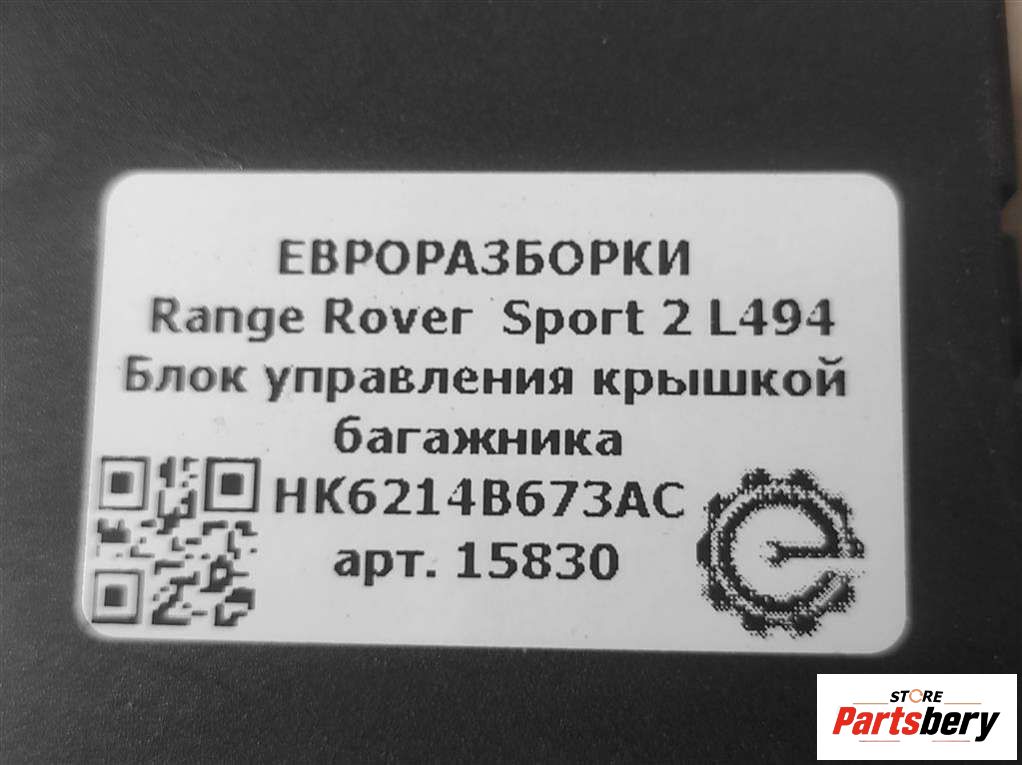 ЕВРОРАЗБОРКИ
Range Rover Sport 2 L494
Блок управления крышкой
багажника
HK6214B673AC
арт. 15830
STORE
Partsbery